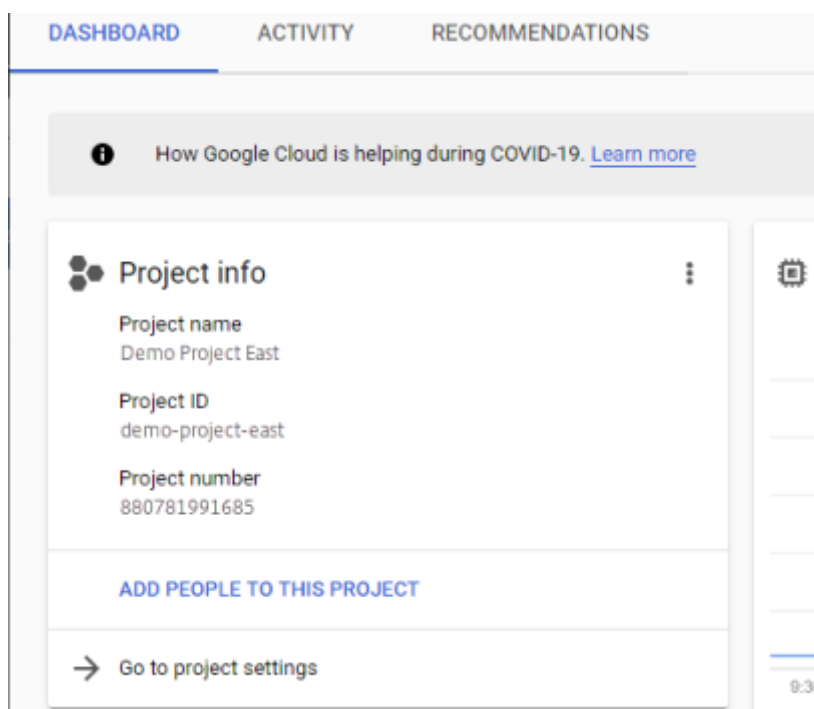 DASHBOARD ACTIVITY RECOMMENDATIONS
How Google Cloud is helping during COVID-19. Learn more
Project info
Project name
Demo Project East
Project ID
demo-project-east
Project number
880781991685
ADD PEOPLE TO THIS PROJECT
Go to project settings